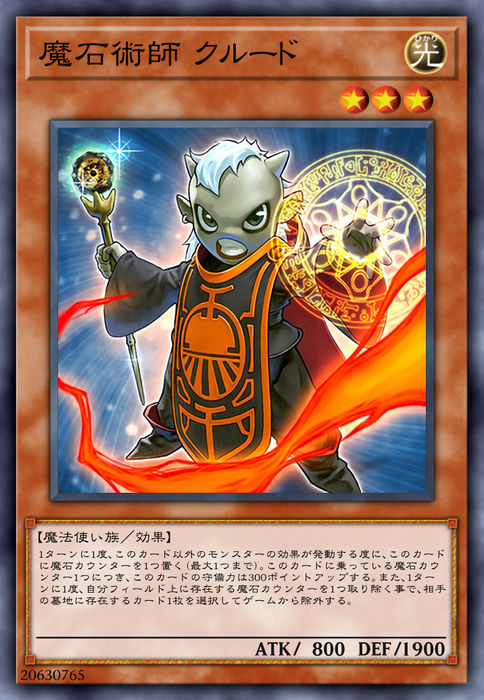 魔石術師 クルード
ひかり
光
【魔法使い族／効果】
1ターンに1度、このカード以外のモンスターの効果が発動する度に、このカード
に魔石カウンターを1つ置く（最大1つまで）。このカードに乗っている魔石カウ
ンター1つにつき、このカードの守備力は300ポイントアップする。また、1ター
ンに1度、自分フィールド上に存在する魔石カウンターを1つ取り除く事で、相手
の墓地に存在するカード1枚を選択してゲームから除外する。
ATK/ 800 DEF/1900
20630765